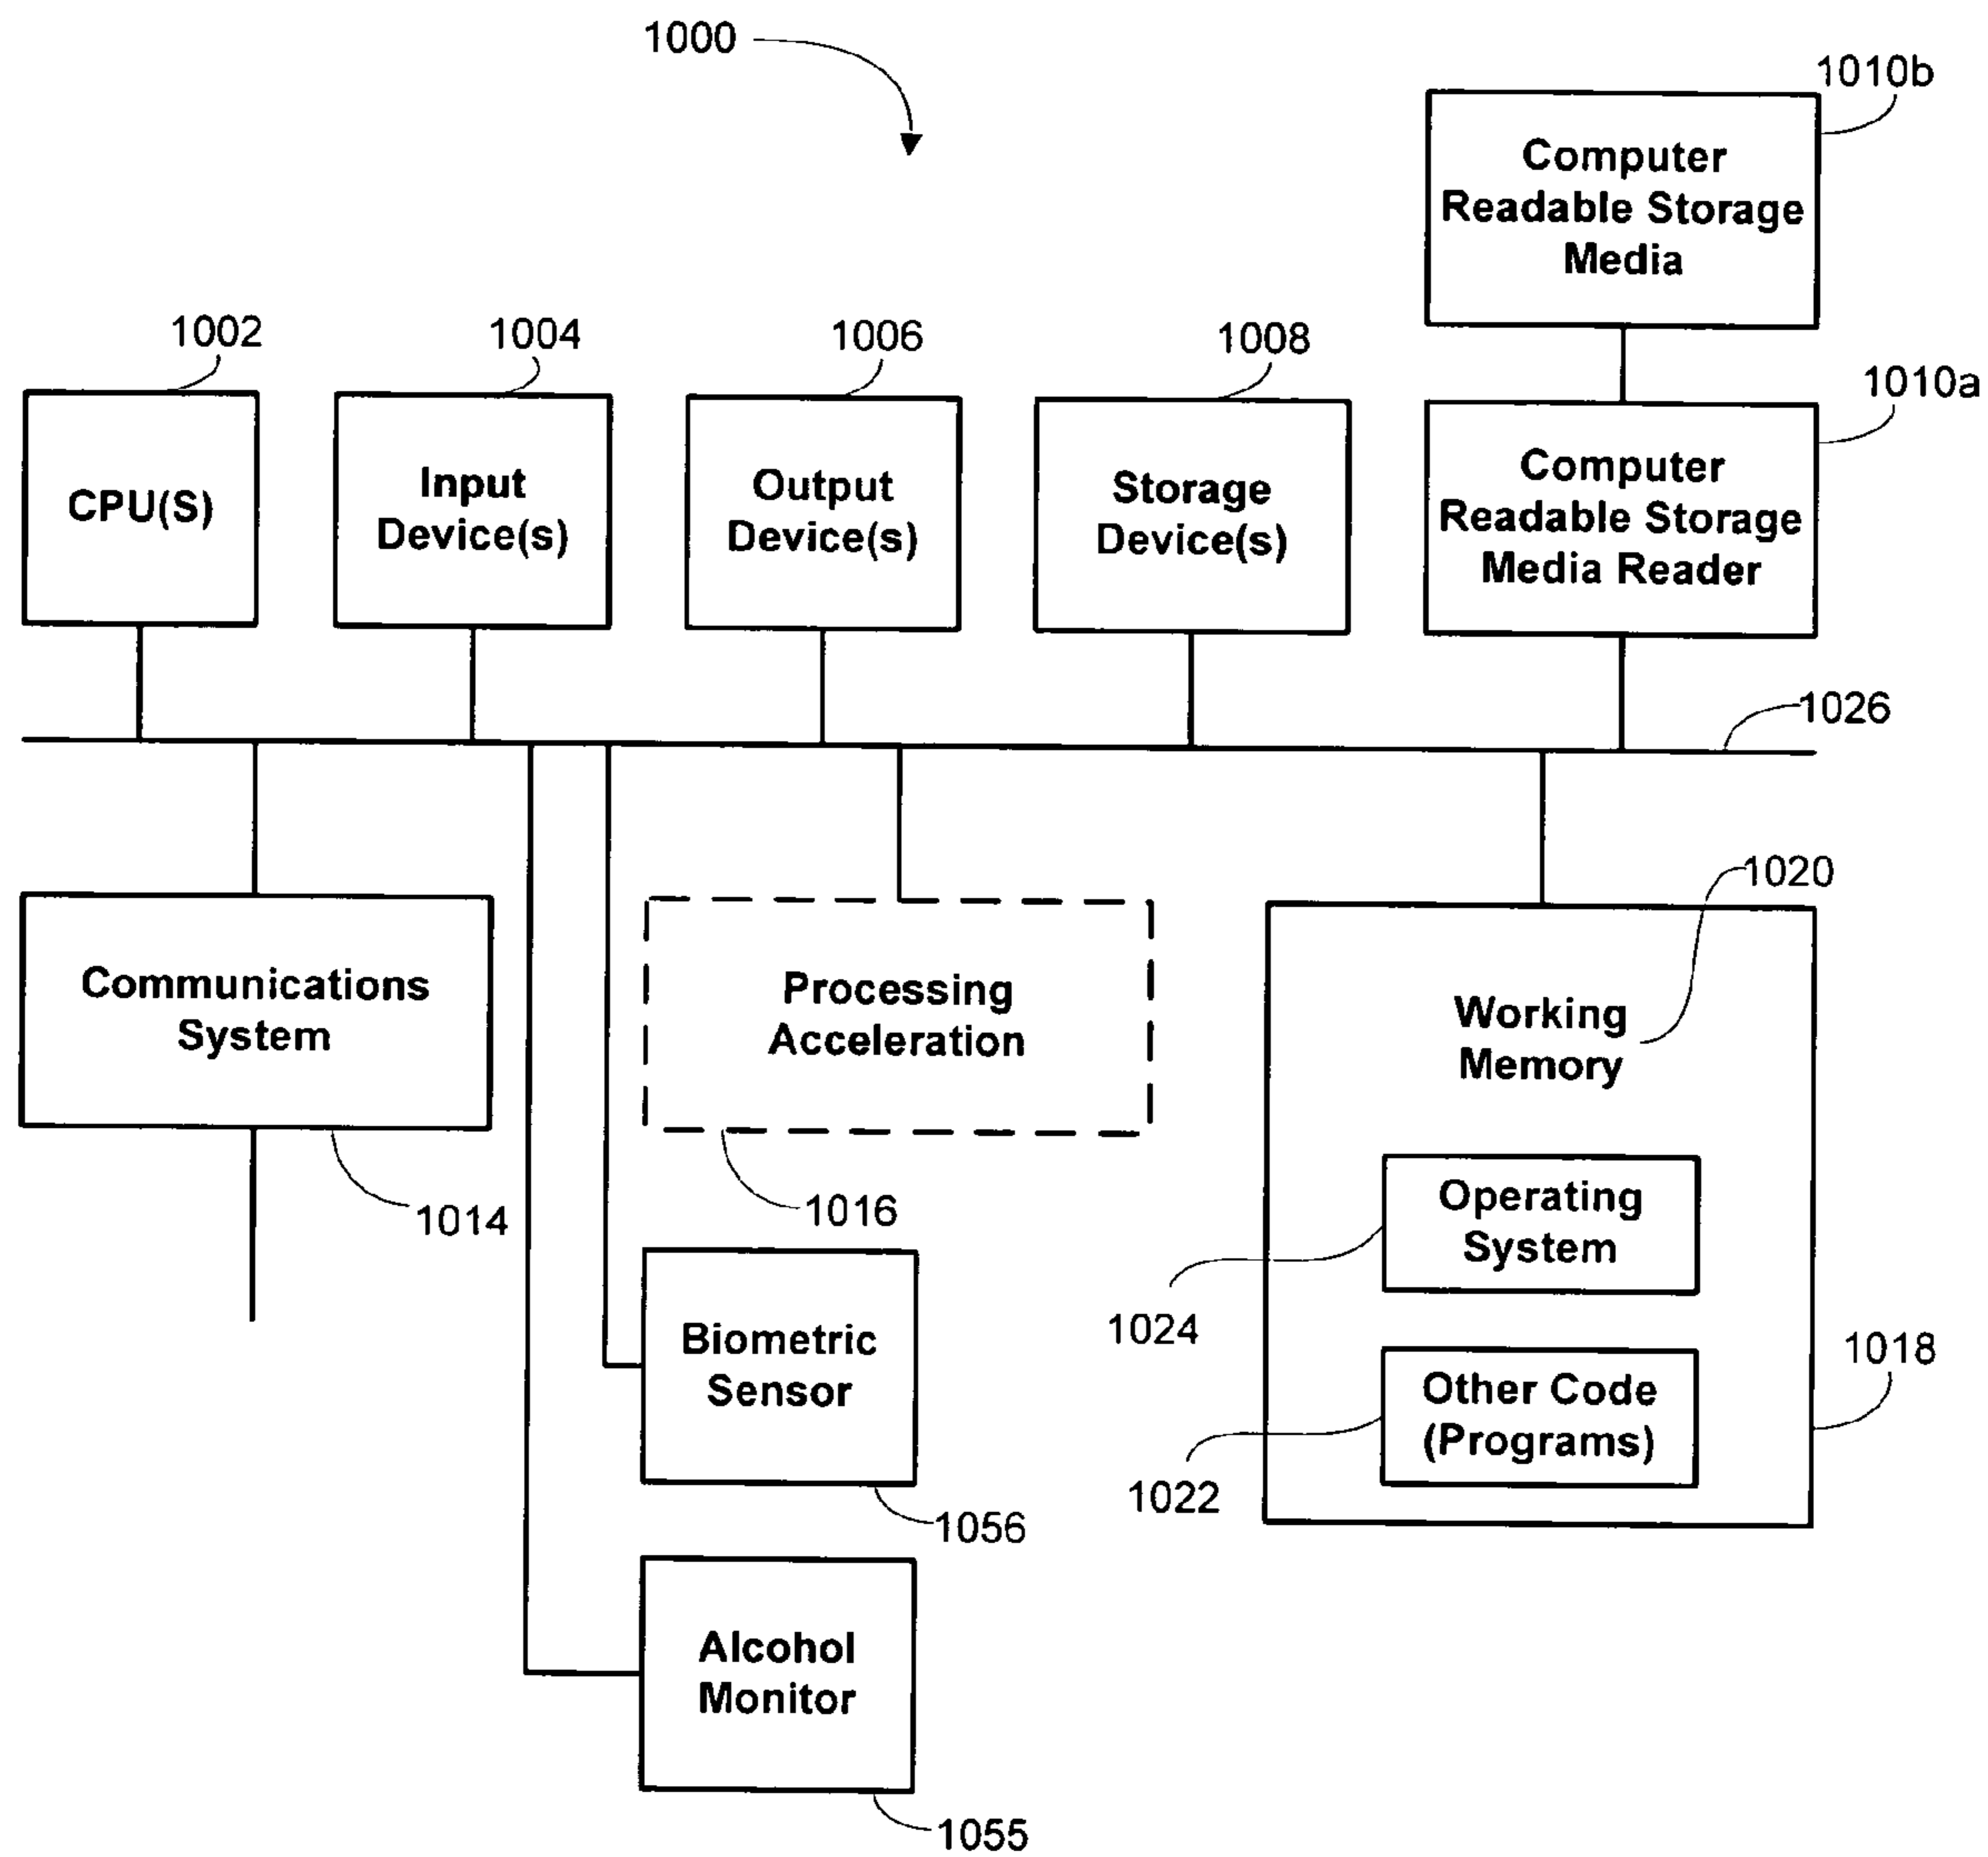 1000
1010b
Computer
Readable Storage
Media
1002
1004
1006
1008
1010a
CPU(S)
Input
Device(s)
Output
Device(s)
Storage
Device(s)
Computer
Readable Storage
Media Reader
1026
1020
Communications
System
1014
Processing
Acceleration
1016
Working
Memory
Operating
System
1024
Other Code
(Programs)
1022
1018
Biometric
Sensor
1056
Alcohol
Monitor
1055